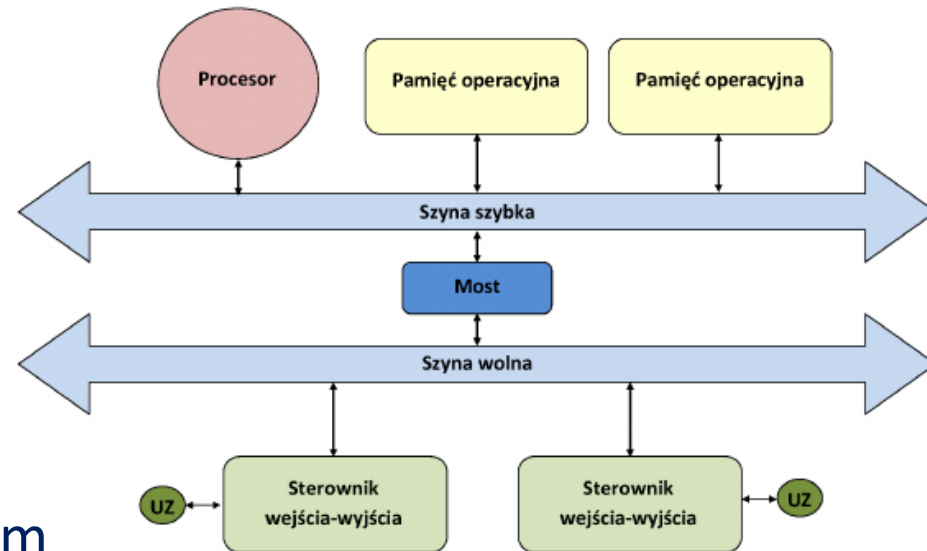 Procesor
Pamięć operacyjna
Pamięć operacyjna
Szyna szybka
Most
Szyna wolna
Sterownik
wejścia-wyjścia
Sterownik
wejścia-wyjścia
UZ
UZ
m